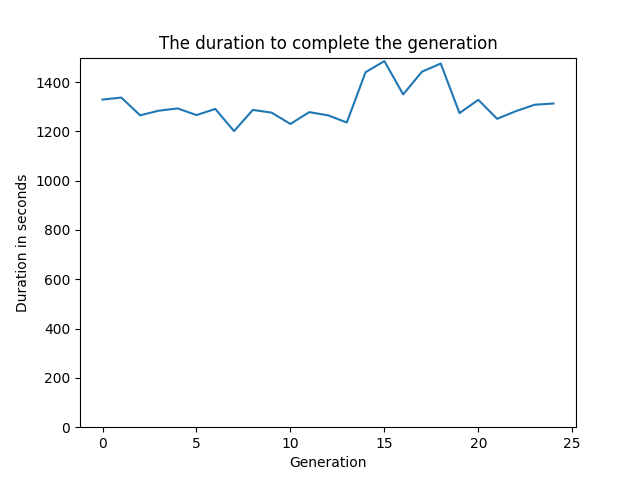 The duration to complete the generation
1400
1200
1000
800
600
400
200
0
Duration in seconds
0 5 10 15 20 25
Generation